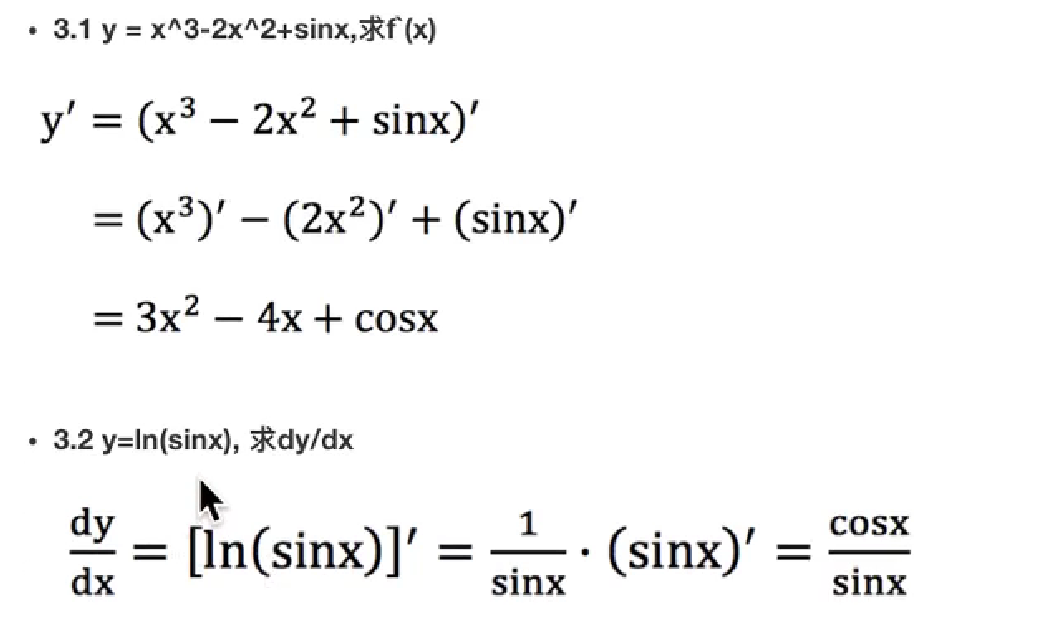 • 3.1 y = x^3-2x^2+sinx,求f`(x)
y′ = (x³ − 2x² + sinx)′
= (x³)′ − (2x²)′ + (sinx)′
= 3x² − 4x + cosx
• 3.2 y=ln(sinx), 求dy/dx
dy/dx = [ln(sinx)]′ = 1/sinx · (sinx)′ = cosx/sinx